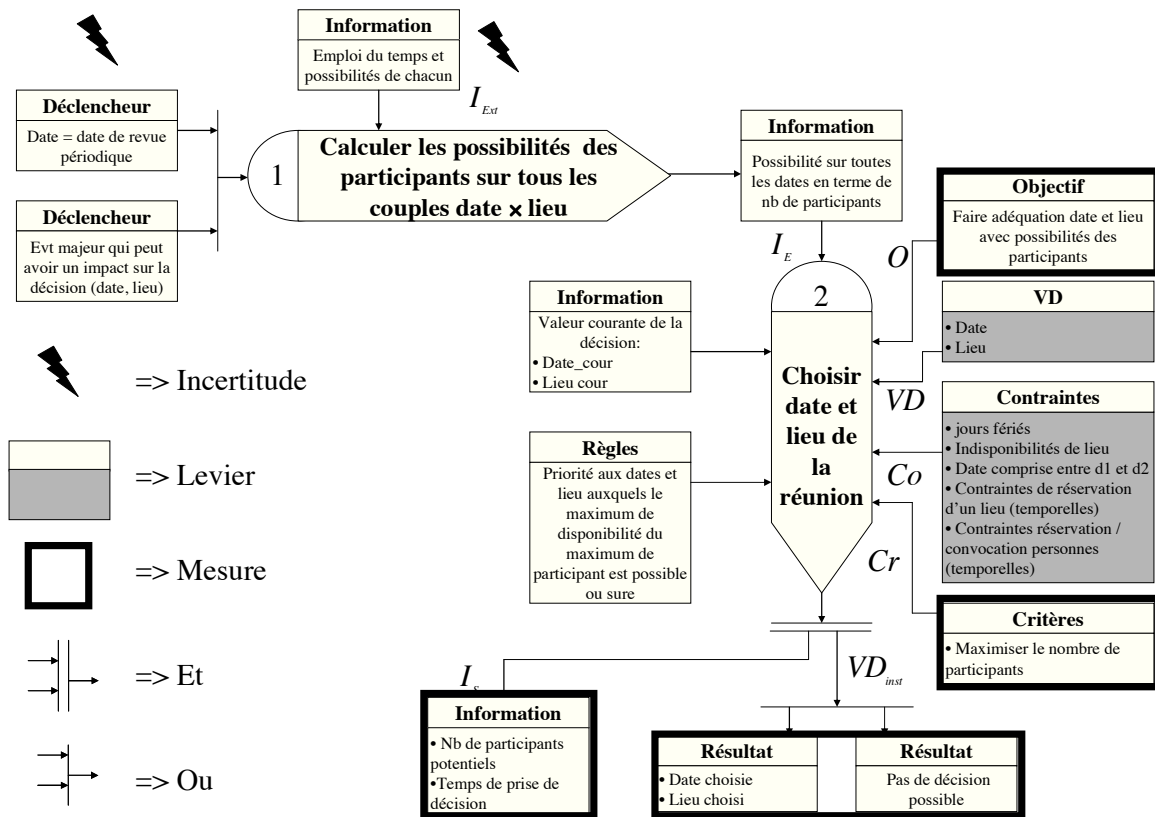 Information
Emploi du temps et
possibilités de chacun
I Ext
Déclencheur
Date = date de revue
périodique
Déclencheur
Evt majeur qui peut
avoir un impact sur la
décision (date, lieu)
1
Calculer les possibilités des
participants sur tous les
couples date × lieu
Information
Possibilité sur toutes
les dates en terme de
nb de participants
I E
Objectif
Faire adéquation date et lieu
avec possibilités des
participants
O
2
Choisir
date et
lieu de
la
réunion
Information
Valeur courante de la
décision:
• Date_cour
• Lieu cour
VD
• Date
• Lieu
VD
Règles
Priorité aux dates et
lieu auxquels le
maximum de
disponibilité du
maximum de
participant est possible
ou sure
Contraintes
• jours fériés
• Indisponibilités de lieu
• Date comprise entre d1 et d2
• Contraintes de réservation
d'un lieu (temporelles)
• Contraintes réservation /
convocation personnes
(temporelles)
Co
Cr
Critères
• Maximiser le nombre de
participants
I s
VD inst
Information
• Nb de participants
potentiels
•Temps de prise de
décision
Résultat
• Date choisie
• Lieu choisi
Résultat
Pas de décision
possible
=> Incertitude
=> Levier
=> Mesure
=> Et
=> Ou